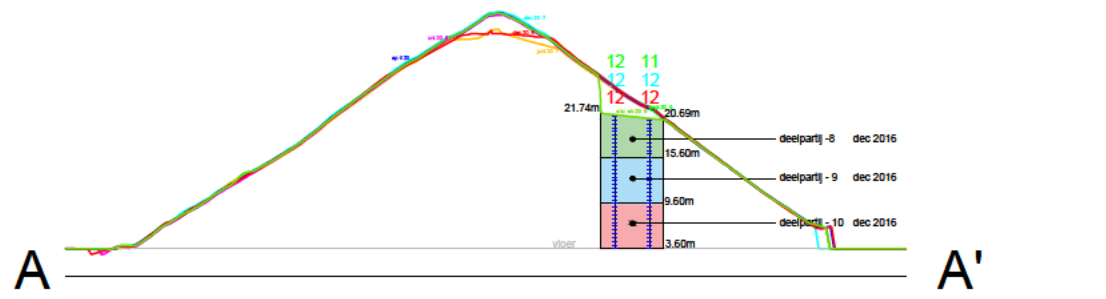 12 11
12 12
12 12
21.74m
20.69m
deelpartij -8 dec 2016
15.60m
deelpartij - 9 dec 2016
9.60m
deelpartij - 10 dec 2016
vloer
3.60m
A A'